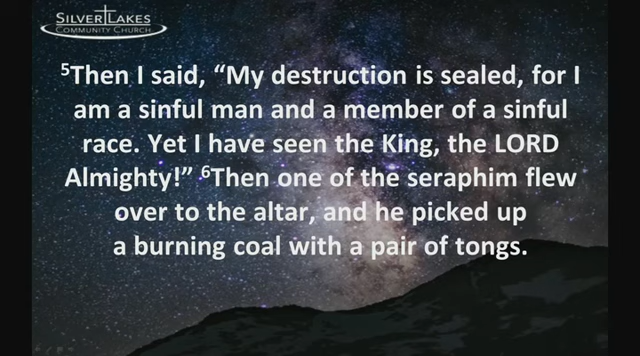 SILVER LAKES
COMMUNITY CHURCH
⁵Then I said, “My destruction is sealed, for I
am a sinful man and a member of a sinful
race. Yet I have seen the King, the LORD
Almighty!” ⁶Then one of the seraphim flew
over to the altar, and he picked up
a burning coal with a pair of tongs.